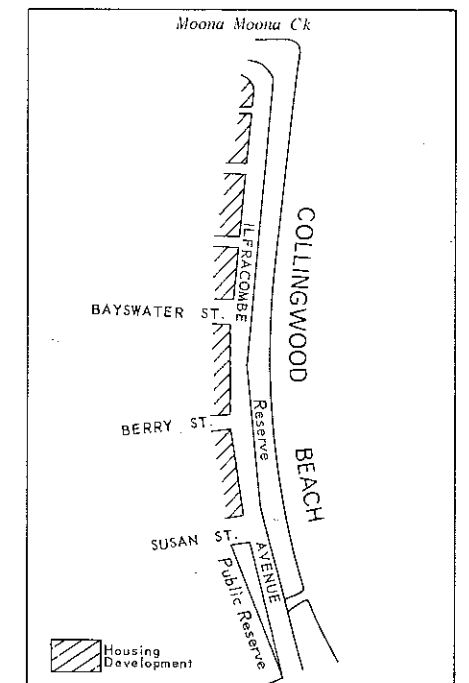 Moona Moona Ck
COLLINGWOOD
BEACH
ILFRACOMBE
AVENUE
BAYSWATER ST.
Reserve
BERRY ST.
SUSAN ST.
Public Reserve
Housing
Development